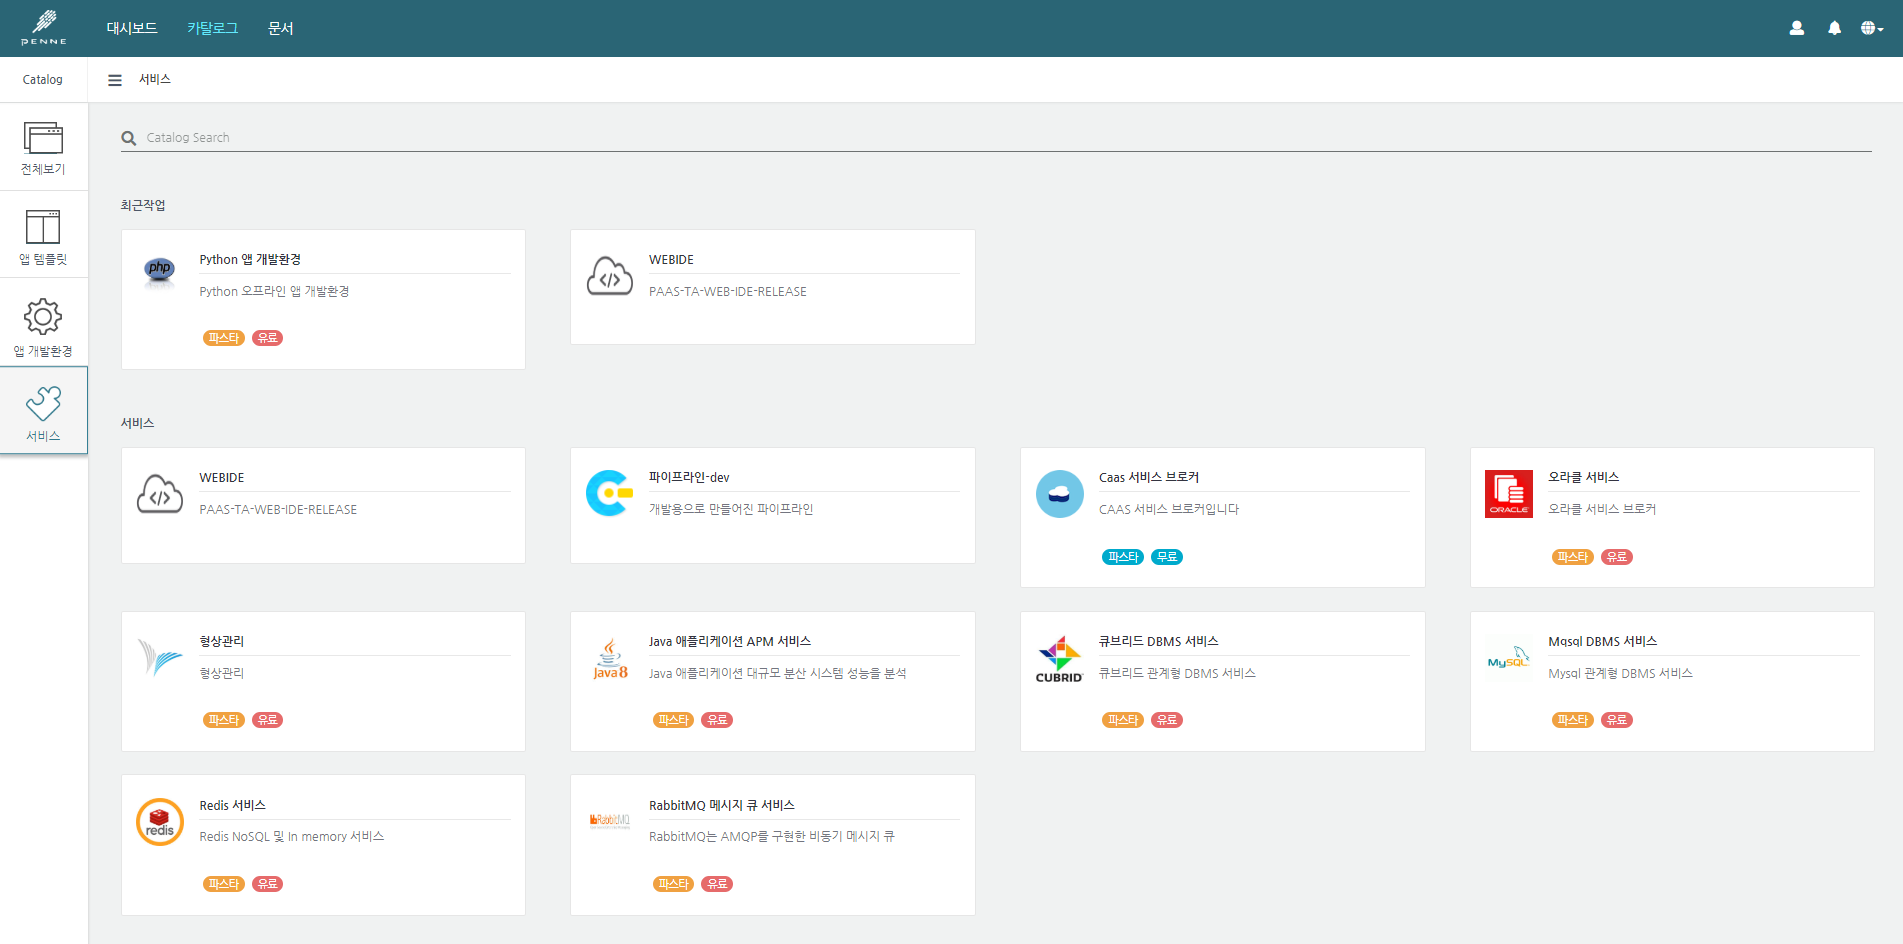 PENNE
대시보드
카탈로그
문서
Catalog
서비스
전체보기
앱 템플릿
앱 개발환경
서비스
Catalog Search
최근작업
php
Python 앱 개발환경
Python 오프라인 앱 개발환경
파스타 유료
WEBIDE
PAAS-TA-WEB-IDE-RELEASE
서비스
WEBIDE
PAAS-TA-WEB-IDE-RELEASE
파이프라인-dev
개발용으로 만들어진 파이프라인
Caas 서비스 브로커
CAAS 서비스 브로커입니다
파스타 무료
ORACLE
오라클 서비스
오라클 서비스 브로커
파스타 유료
형상관리
형상관리
파스타 유료
Java8
Java 애플리케이션 APM 서비스
Java 애플리케이션 대규모 분산 시스템 성능을 분석
파스타 유료
CUBRID
큐브리드 DBMS 서비스
큐브리드 관계형 DBMS 서비스
파스타 유료
MySQL
Mqsql DBMS 서비스
Mysql 관계형 DBMS 서비스
파스타 유료
redis
Redis 서비스
Redis NoSQL 및 In memory 서비스
파스타 유료
RabbitMQ
RabbitMQ 메시지 큐 서비스
RabbitMQ는 AMQP를 구현한 비동기 메시지 큐
파스타 유료